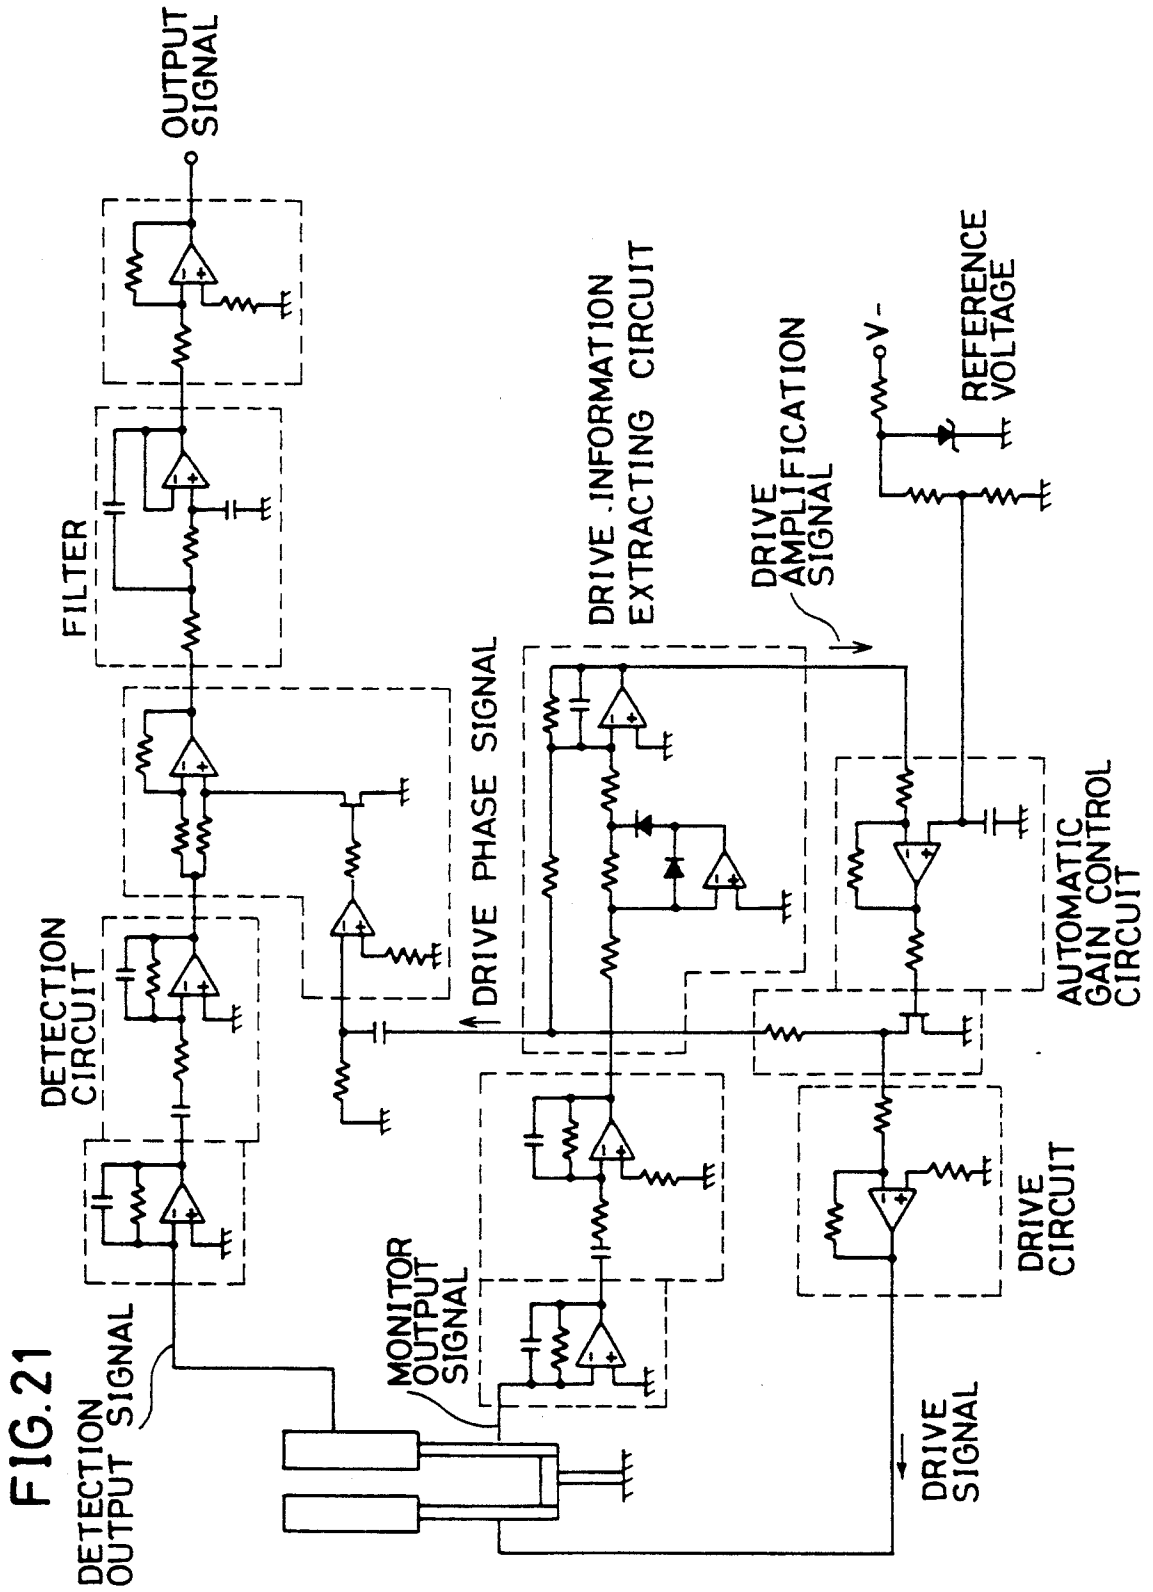 FIG.21
DETECTION
OUTPUT SIGNAL
DETECTION
CIRCUIT
FILTER
OUTPUT
SIGNAL
DRIVE PHASE SIGNAL
MONITOR
OUTPUT
SIGNAL
DRIVE INFORMATION
EXTRACTING CIRCUIT
DRIVE
AMPLIFICATION
SIGNAL
V-
REFERENCE
VOLTAGE
AUTOMATIC
GAIN CONTROL
CIRCUIT
DRIVE
CIRCUIT
DRIVE
SIGNAL